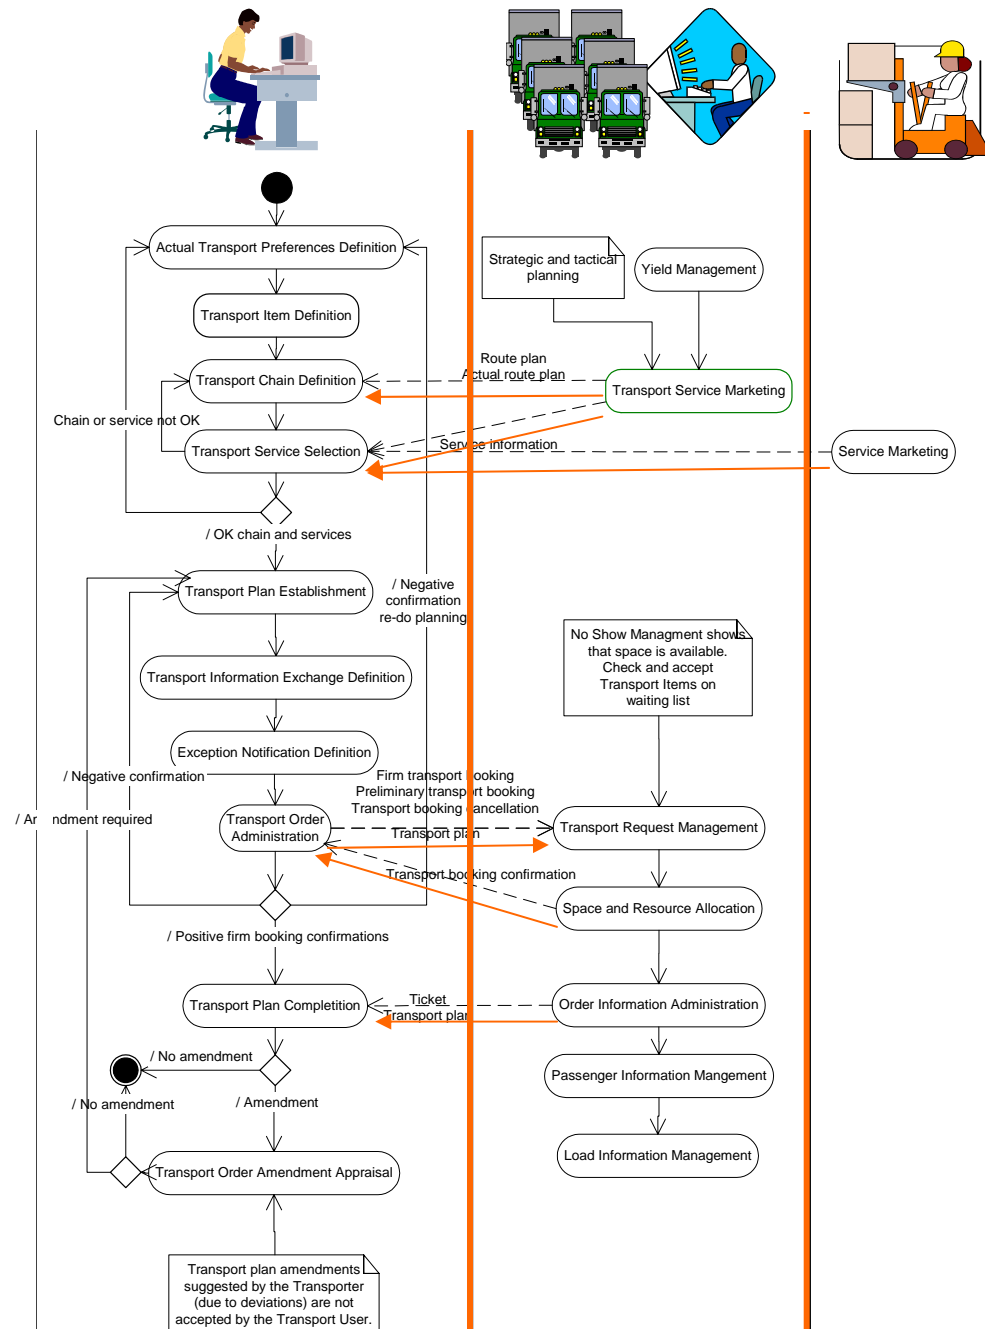 Actual Transport Preferences Definition
Strategic and tactical
planning
Yield Management
Transport Item Definition
Route plan
Actual route plan
Transport Chain Definition
Transport Service Marketing
Chain or service not OK
Transport Service Selection
Service information
Service Marketing
/ OK chain and services
Transport Plan Establishment
/ Negative
confirmation
re-do planning
No Show Managment shows
that space is available.
Check and accept
Transport Items on
waiting list
Transport Information Exchange Definition
Exception Notification Definition
/ Negative confirmation
Firm transport booking
Preliminary transport booking
Transport booking cancellation
/ Amendment required
Transport Order
Administration
Transport plan
Transport Request Management
Transport booking confirmation
Space and Resource Allocation
/ Positive firm booking confirmations
Transport Plan Completition
Ticket
Transport plan
Order Information Administration
/ No amendment
Passenger Information Mangement
/ No amendment
/ Amendment
Load Information Management
Transport Order Amendment Appraisal
Transport plan amendments
suggested by the Transporter
(due to deviations) are not
accepted by the Transport User.